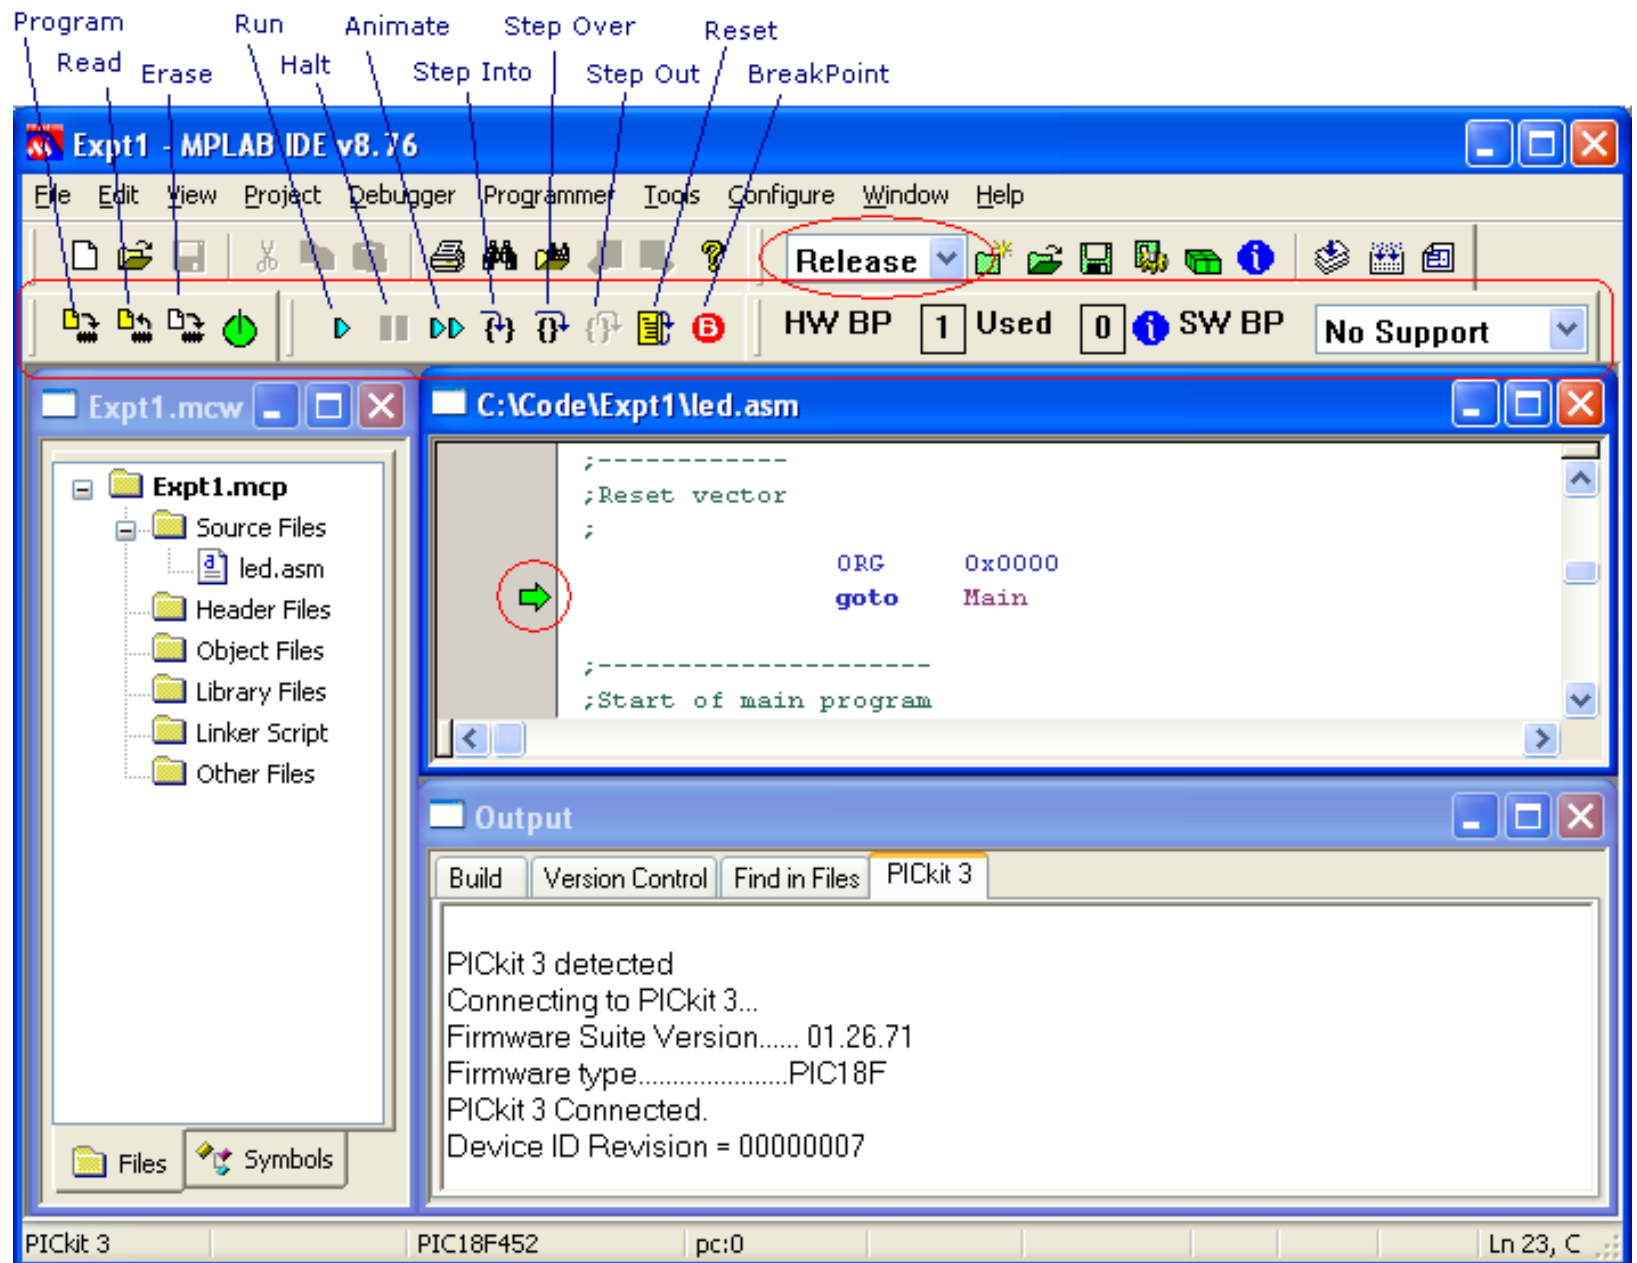 Program Run Animate Step Over Reset
Read Erase Halt Step Into Step Out BreakPoint
Expt1 - MPLAB IDE v8.76
File Edit View Project Debugger Programmer Tools Configure Window Help
Release
HW BP 1 Used 0 SW BP No Support
Expt1.mcw
Expt1.mcp
Source Files
led.asm
Header Files
Object Files
Library Files
Linker Script
Other Files
Files Symbols
C:\Code\Expt1\led.asm
;------------
;Reset vector
;
ORG 0x0000
goto Main
;---------------------
;Start of main program
Output
Build Version Control Find in Files PICkit 3
PICkit 3 detected
Connecting to PICkit 3...
Firmware Suite Version...... 01.26.71
Firmware type......................PIC18F
PICkit 3 Connected.
Device ID Revision = 00000007
PICkit 3 PIC18F452 pc:0 Ln 23, C